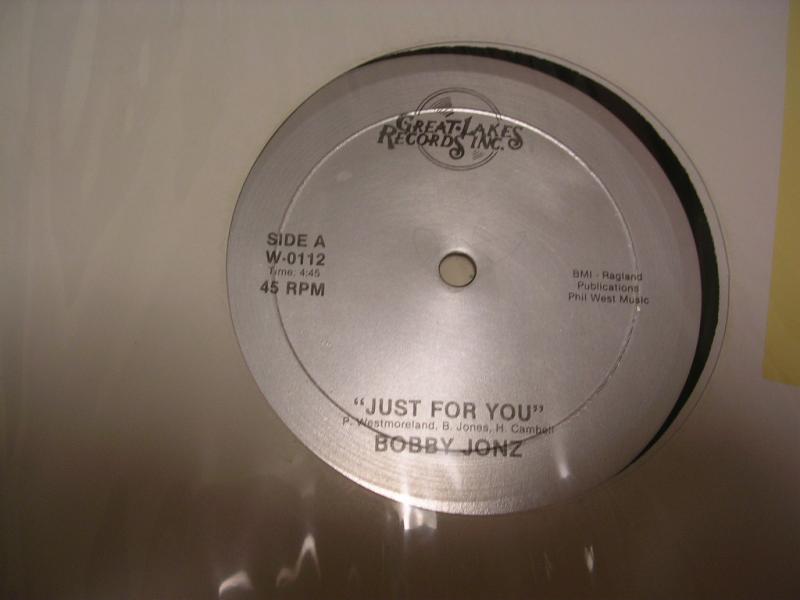 GREAT·LAKES
RECORDS INC.
SIDE A
W-0112
Time: 4:45
45 RPM
BMI - Ragland
Publications
Phil West Music
“JUST FOR YOU”
P. Westmoreland, B. Jones, H. Cambell
BOBBY JONZ